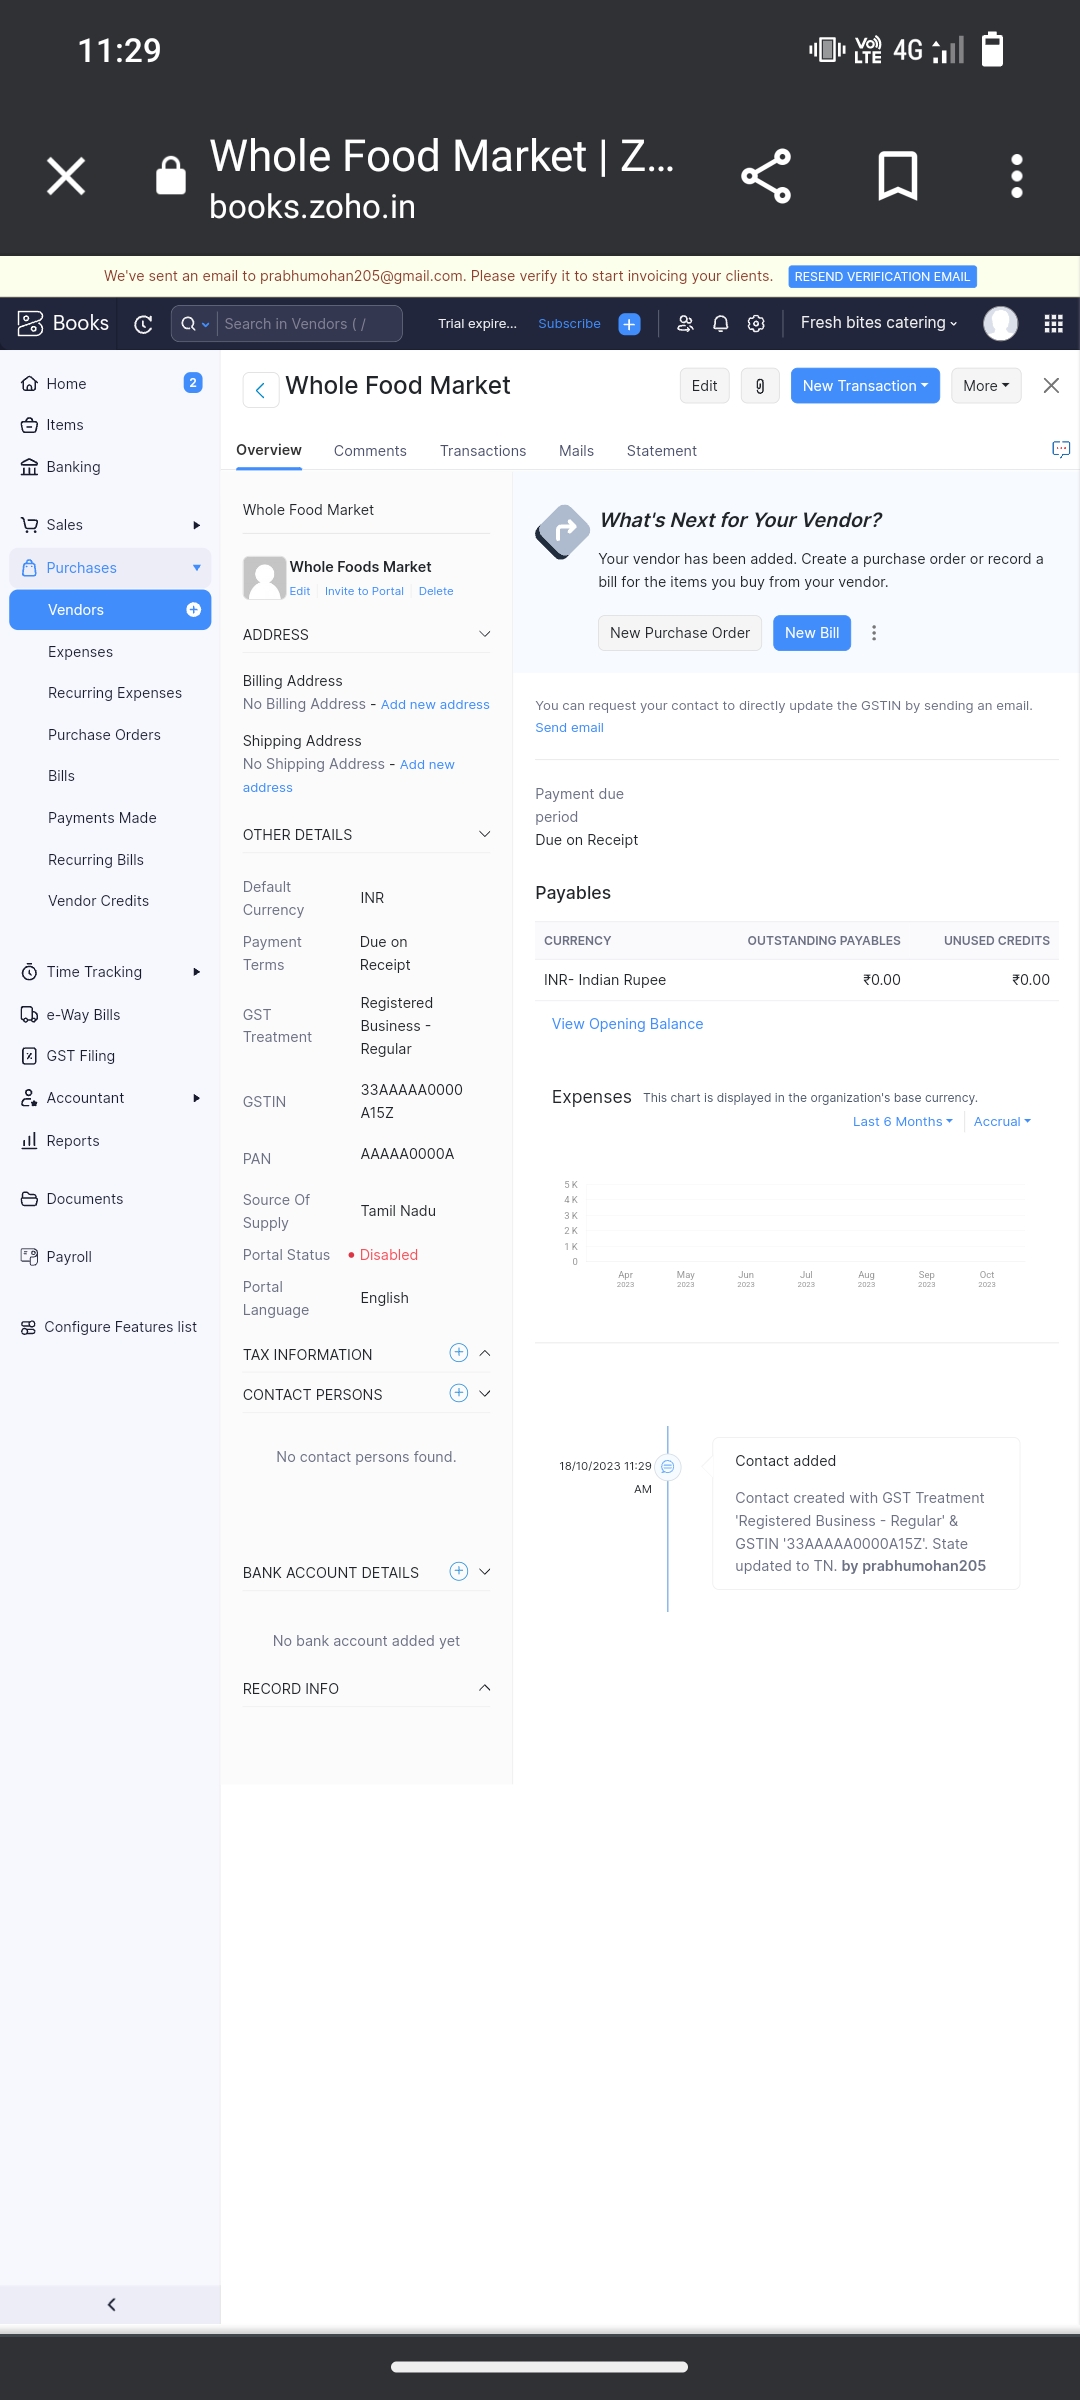 11:29
Vo)) LTE 4G
Whole Food Market | Z...
books.zoho.in
We've sent an email to prabhumohan205@gmail.com. Please verify it to start invoicing your clients. RESEND VERIFICATION EMAIL
Books
Search in Vendors ( /
Trial expire... Subscribe
Fresh bites catering
Home 2
Items
Banking
Sales
Purchases
Vendors
Expenses
Recurring Expenses
Purchase Orders
Bills
Payments Made
Recurring Bills
Vendor Credits
Time Tracking
e-Way Bills
GST Filing
Accountant
Reports
Documents
Payroll
Configure Features list
Whole Food Market
Edit New Transaction More
Overview Comments Transactions Mails Statement
Whole Food Market
Whole Foods Market
Edit Invite to Portal Delete
ADDRESS
Billing Address
No Billing Address - Add new address
Shipping Address
No Shipping Address - Add new
address
OTHER DETAILS
Default
Currency
INR
Payment
Terms
Due on
Receipt
GST
Treatment
Registered
Business -
Regular
GSTIN
33AAAAA0000
A15Z
PAN
AAAAA0000A
Source Of
Supply
Tamil Nadu
Portal Status • Disabled
Portal
Language
English
TAX INFORMATION
CONTACT PERSONS
No contact persons found.
BANK ACCOUNT DETAILS
No bank account added yet
RECORD INFO
What's Next for Your Vendor?
Your vendor has been added. Create a purchase order or record a
bill for the items you buy from your vendor.
New Purchase Order New Bill
You can request your contact to directly update the GSTIN by sending an email.
Send email
Payment due
period
Due on Receipt
Payables
CURRENCY OUTSTANDING PAYABLES UNUSED CREDITS
INR- Indian Rupee ₹0.00 ₹0.00
View Opening Balance
Expenses This chart is displayed in the organization's base currency.
Last 6 Months Accrual
5 K
4 K
3 K
2 K
1 K
0
Apr May Jun Jul Aug Sep Oct
2023 2023 2023 2023 2023 2023 2023
18/10/2023 11:29
AM
Contact added
Contact created with GST Treatment
'Registered Business - Regular' &
GSTIN '33AAAAA0000A15Z'. State
updated to TN. by prabhumohan205